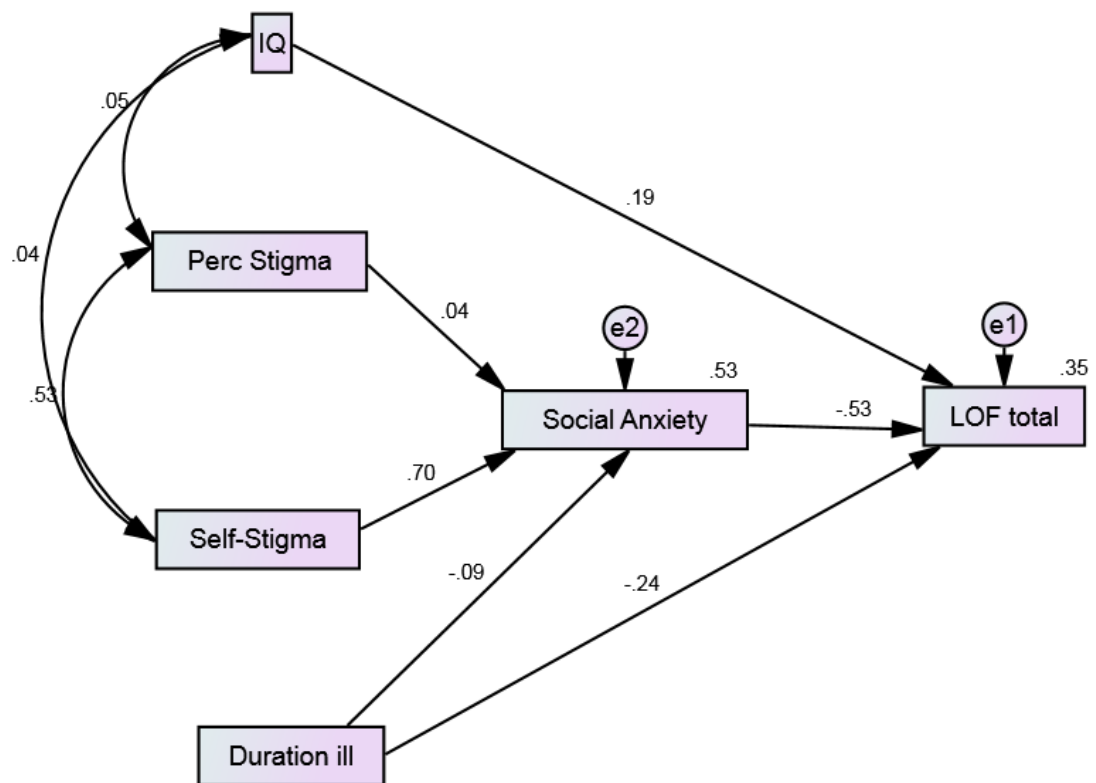 IQ
.05
.19
.04
Perc Stigma
.04
e2
e1
.53
.53
.35
Social Anxiety
-.53
LOF total
.70
Self-Stigma
-.09
-.24
Duration ill